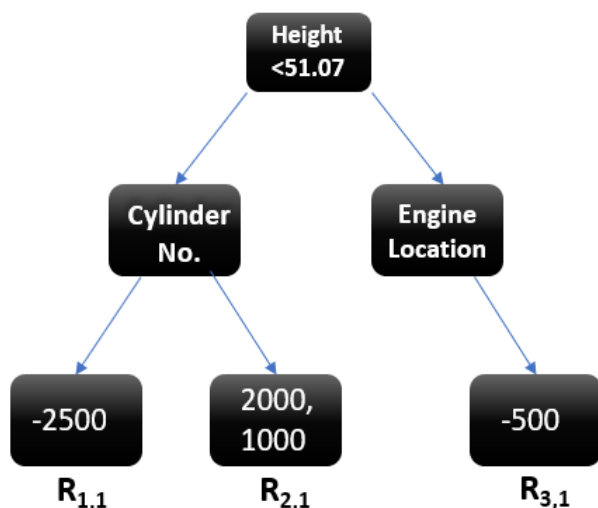 Height
<51.07
Cylinder
No.
Engine
Location
-2500
2000,
1000
-500
R1,1
R2,1
R3,1